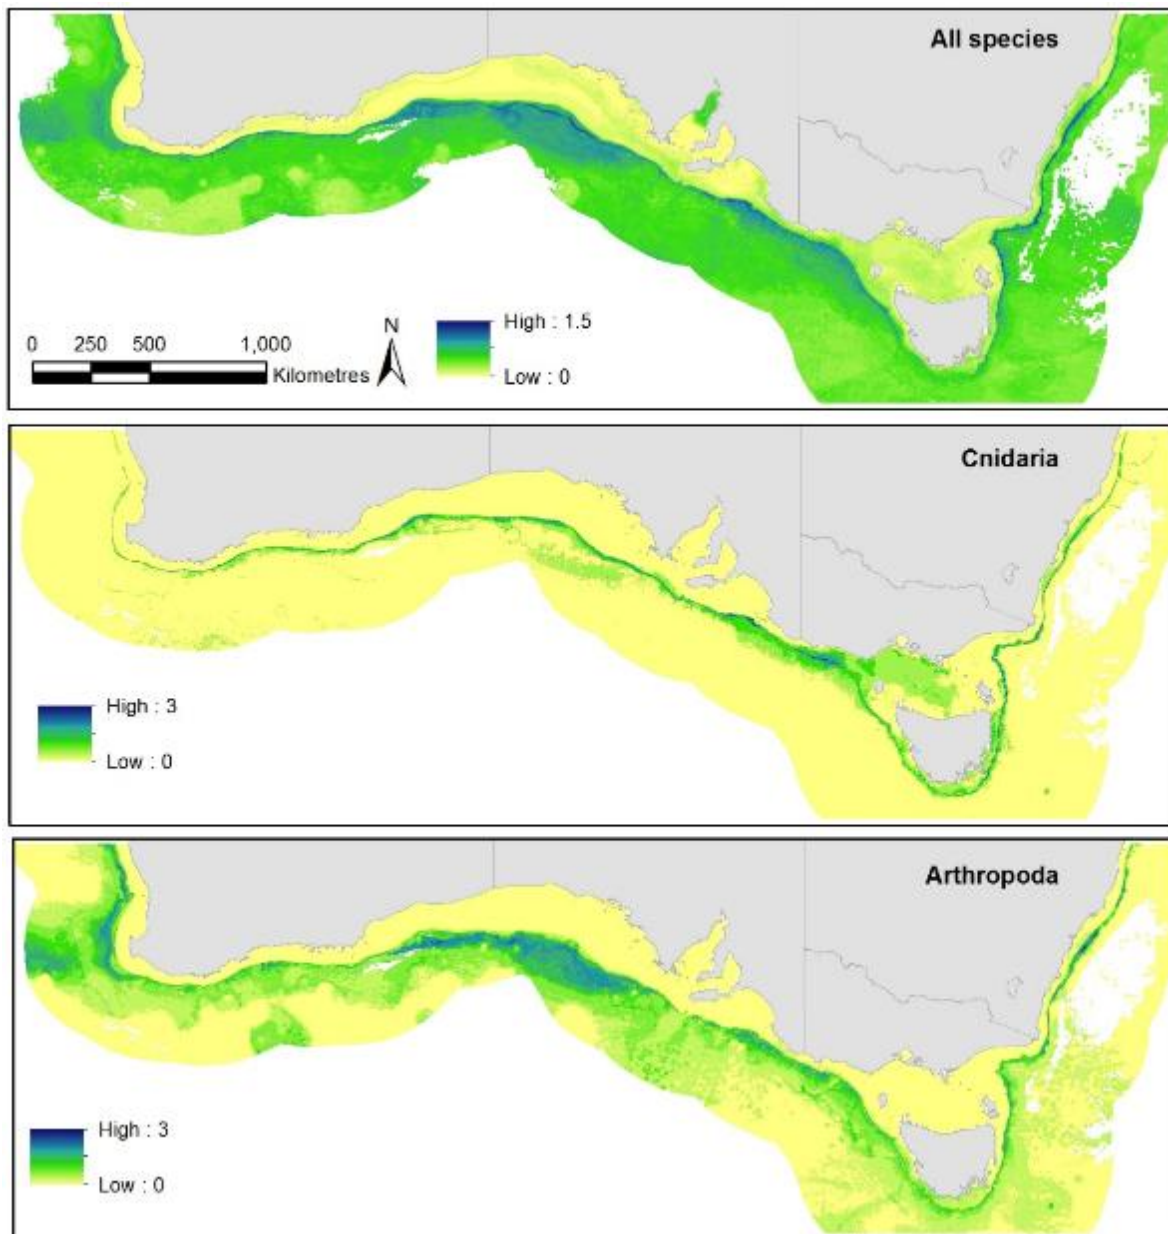 All species
High : 1.5
Low : 0
0 250 500 1,000
Kilometres
N
Cnidaria
High : 3
Low : 0
Arthropoda
High : 3
Low : 0